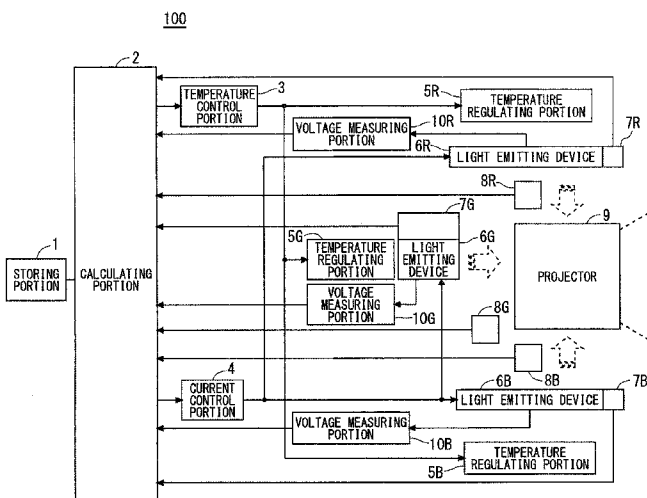 100
2
3
TEMPERATURE
CONTROL
PORTION
5R
TEMPERATURE
REGULATING PORTION
10R
VOLTAGE MEASURING
PORTION
6R
7R
LIGHT EMITTING DEVICE
8R
7G
9
1
5G
6G
TEMPERATURE
REGULATING
PORTION
LIGHT
EMITTING
DEVICE
STORING
PORTION
CALCULATING
PORTION
PROJECTOR
VOLTAGE
MEASURING
PORTION
10G
8G
4
8B
6B
7B
CURRENT
CONTROL
PORTION
LIGHT EMITTING DEVICE
VOLTAGE MEASURING
PORTION
10B
TEMPERATURE
REGULATING PORTION
5B